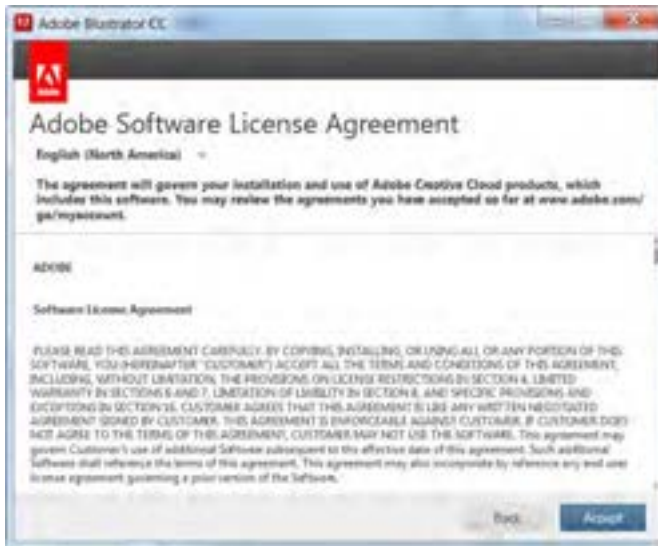 Adobe Illustrator CC
Adobe
Adobe Software License Agreement
English (North America)
The agreement will govern your installation and use of Adobe Creative Cloud products, which
includes this software. You may review the agreements you have accepted so far at www.adobe.com/
go/myaccount.
ADOBE
Software License Agreement
PLEASE READ THIS AGREEMENT CAREFULLY. BY COPYING, INSTALLING, OR USING ALL OR ANY PORTION OF THIS
SOFTWARE, YOU (HEREINAFTER "CUSTOMER") ACCEPT ALL THE TERMS AND CONDITIONS OF THIS AGREEMENT,
INCLUDING, WITHOUT LIMITATION, THE PROVISIONS ON LICENSE RESTRICTIONS IN SECTION 4, LIMITED
WARRANTY IN SECTIONS 6 AND 7, LIMITATION OF LIABILITY IN SECTION 8, AND SPECIFIC PROVISIONS AND
EXCEPTIONS IN SECTION 16. CUSTOMER AGREES THAT THIS AGREEMENT IS LIKE ANY WRITTEN NEGOTIATED
AGREEMENT SIGNED BY CUSTOMER. THIS AGREEMENT IS ENFORCEABLE AGAINST CUSTOMER. IF CUSTOMER DOES
NOT AGREE TO THE TERMS OF THIS AGREEMENT, CUSTOMER MAY NOT USE THE SOFTWARE. This agreement may
govern Customer's use of additional Software subsequent to the effective date of this agreement. Such additional
Software shall reference the terms of this agreement. This agreement may also incorporate by reference any end user
license agreement governing a prior version of the Software.
Back
Accept